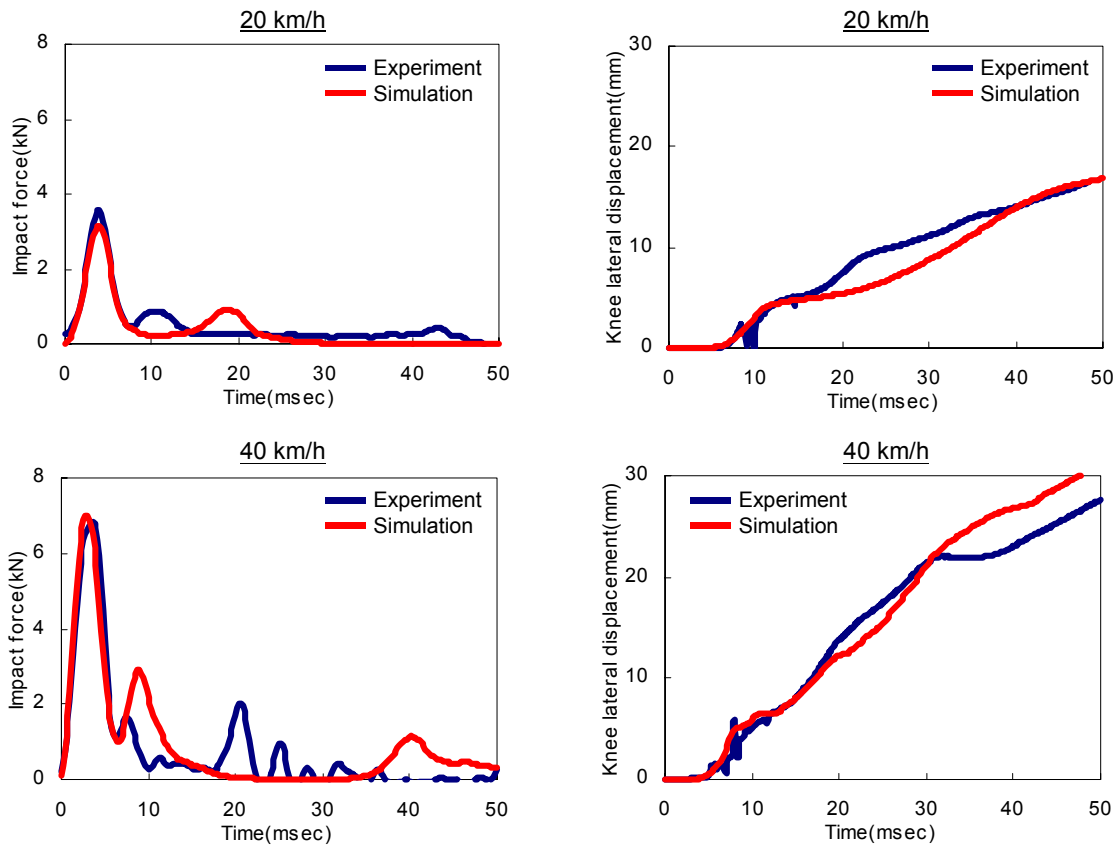 20 km/h
8
6
4
2
0
Impact force(kN)
Experiment
Simulation
0 10 20 30 40 50
Time(msec)
20 km/h
30
20
10
0
Knee lateral displacement(mm)
Experiment
Simulation
0 10 20 30 40 50
Time(msec)
40 km/h
8
6
4
2
0
Impact force(kN)
Experiment
Simulation
0 10 20 30 40 50
Time(msec)
40 km/h
30
20
10
0
Knee lateral displacement(mm)
Experiment
Simulation
0 10 20 30 40 50
Time(msec)